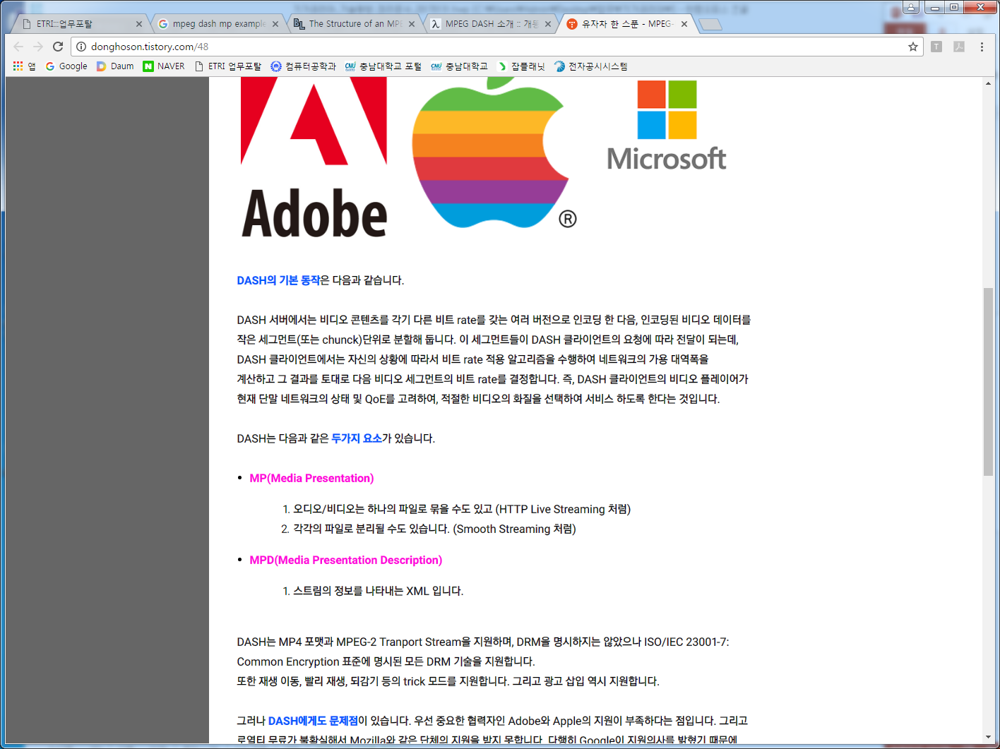 ETRI:::업무포탈
mpeg dash mp example
The Structure of an MPE
MPEG DASH 소개 :: 개동
유자차 한 스푼 - MPEG-
donghoson.tistory.com/48
앱
Google
Daum
NAVER
ETRI 업무포탈
컴퓨터공학과
충남대학교 포털
충남대학교
잡플래닛
전자공시시스템
Adobe
®
Microsoft
DASH의 기본 동작은 다음과 같습니다.
DASH 서버에서는 비디오 콘텐츠를 각기 다른 비트 rate를 갖는 여러 버전으로 인코딩 한 다음, 인코딩된 비디오 데이터를
작은 세그먼트(또는 chunck)단위로 분할해 둡니다. 이 세그먼트들이 DASH 클라이언트의 요청에 따라 전달이 되는데,
DASH 클라이언트에서는 자신의 상황에 따라서 비트 rate 적용 알고리즘을 수행하여 네트워크의 가용 대역폭을
계산하고 그 결과를 토대로 다음 비디오 세그먼트의 비트 rate를 결정합니다. 즉, DASH 클라이언트의 비디오 플레이어가
현재 단말 네트워크의 상태 및 QoE를 고려하여, 적절한 비디오의 화질을 선택하여 서비스 하도록 한다는 것입니다.
DASH는 다음과 같은 두가지 요소가 있습니다.
• MP(Media Presentation)
1. 오디오/비디오는 하나의 파일로 묶을 수도 있고 (HTTP Live Streaming 처렴)
2. 각각의 파일로 분리될 수도 있습니다. (Smooth Streaming 처럼)
• MPD(Media Presentation Description)
1. 스트림의 정보를 나타내는 XML 입니다.
DASH는 MP4 포맷과 MPEG-2 Tranport Stream을 지원하며, DRM을 명시하지는 않았으나 ISO/IEC 23001-7:
Common Encryption 표준에 명시된 모든 DRM 기술을 지원합니다.
또한 재생 이동, 빨리 재생, 되감기 등의 trick 모드를 지원합니다. 그리고 광고 삽입 역시 지원합니다.
그러나 DASH에게도 문제점이 있습니다. 우선 중요한 협력자인 Adobe와 Apple의 지원이 부족하다는 점입니다. 그리고
로열티 무료가 불확실해서 Mozilla와 같은 단체의 지원을 받지 못합니다. 다행히 Google이 지원의사를 밝혔기 때문에